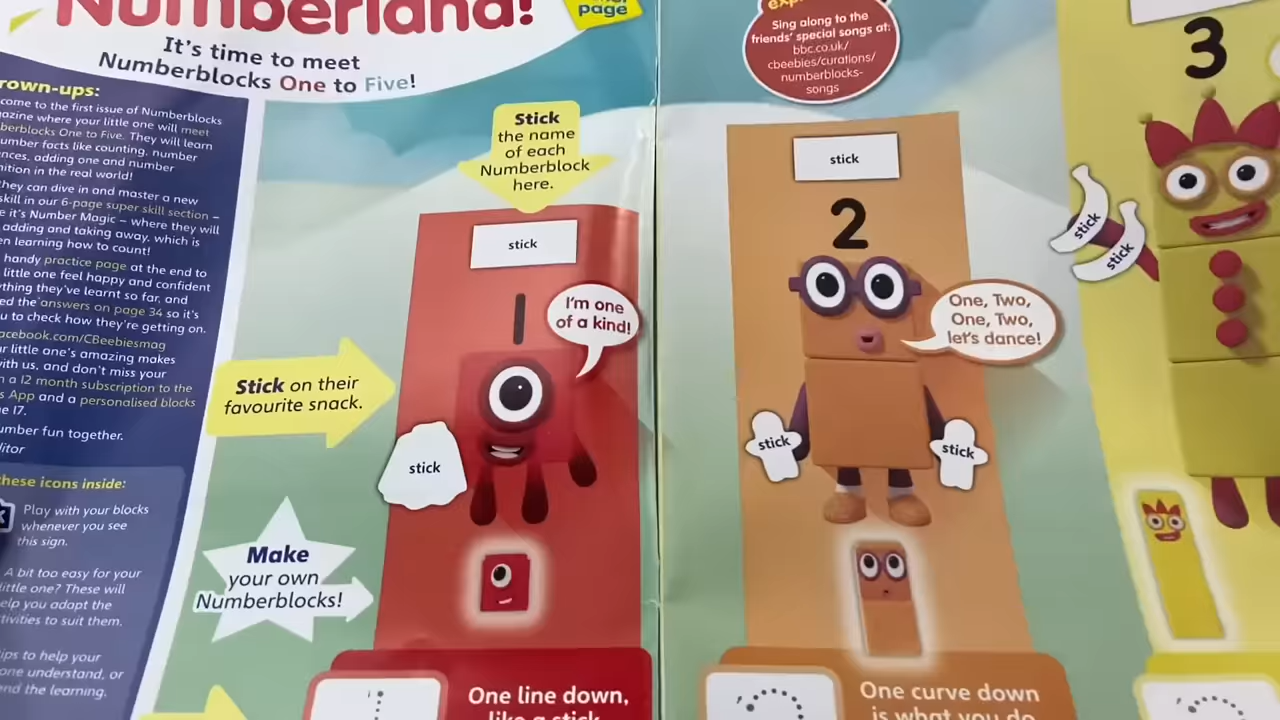 Numberland!
page
It's time to meet
Numberblocks One to Five!
rown-ups:
come to the first issue of Numberblocks
azine where your little one will meet
berblocks One to Five. They will learn
umber facts like counting, number
nces, adding one and number
nition in the real world!
hey can dive in and master a new
skill in our 6-page super skill section –
e it's Number Magic – where they will
adding and taking away, which is
en learning how to count!
handy practice page at the end to
little one feel happy and confident
ything they've learnt so far, and
ed the answers on page 34 so it's
u to check how they're getting on.
acebook.com/CBeebiesmag
ur little one's amazing makes
with us, and don't miss your
n a 12 month subscription to the
s App and a personalised blocks
e 17.
umber fun together.
ditor
these icons inside:
Play with your blocks
whenever you see
this sign.
A bit too easy for your
little one? These will
elp you adapt the
tivities to suit them.
ips to help your
one understand, or
end the learning.
Stick
the name
of each
Numberblock
here.
stick
1
I'm one
of a kind!
Stick on their
favourite snack.
stick
Make
your own
Numberblocks!
One line down,
like a stick
Sing along to the
friends' special songs at:
bbc.co.uk/
cbeebies/curations/
numberblocks-
songs
stick
2
One, Two,
One, Two,
let's dance!
stick
stick
One curve down
is what you do
3
stick
stick